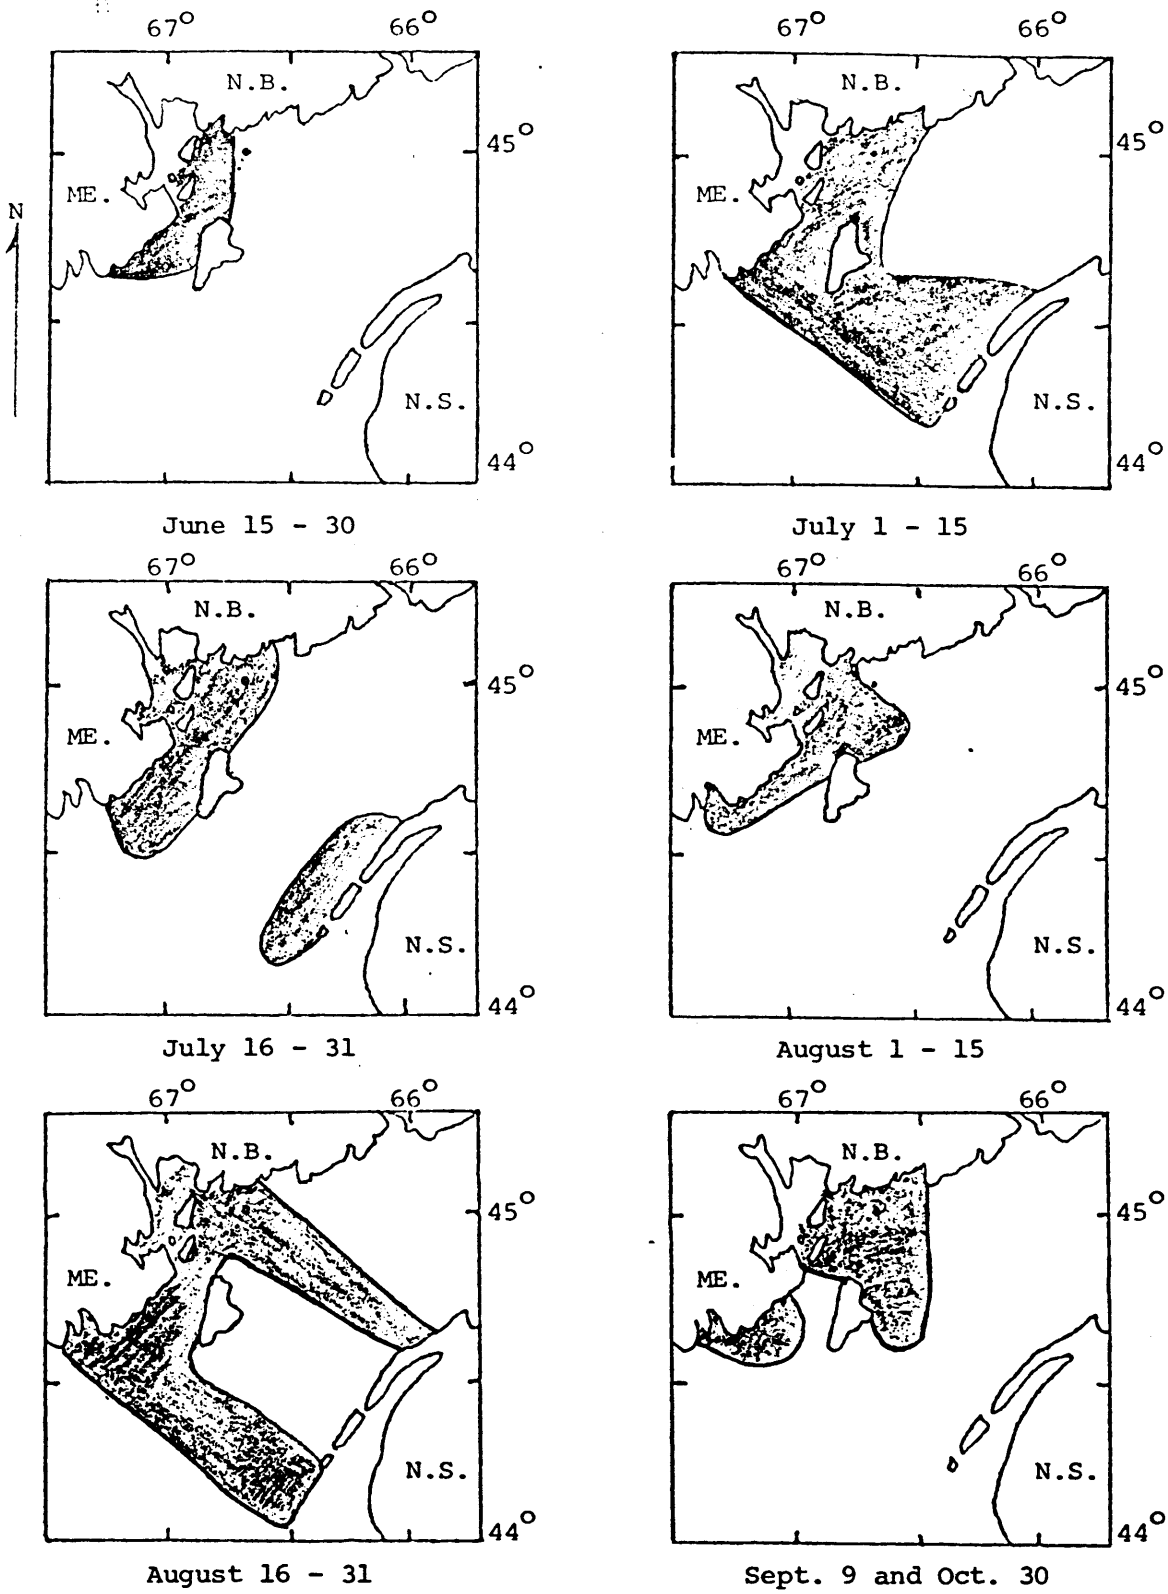 67° 66°
67° 66°
N.B.
N.B.
45°
45°
ME.
ME.
N
N.S.
N.S.
44°
44°
June 15 - 30
July 1 - 15
67° 66°
67° 66°
N.B.
N.B.
45°
45°
ME.
ME.
N.S.
N.S.
44°
44°
July 16 - 31
August 1 - 15
67° 66°
67° 66°
N.B.
N.B.
45°
45°
ME.
ME.
N.S.
N.S.
44°
44°
August 16 - 31
Sept. 9 and Oct. 30